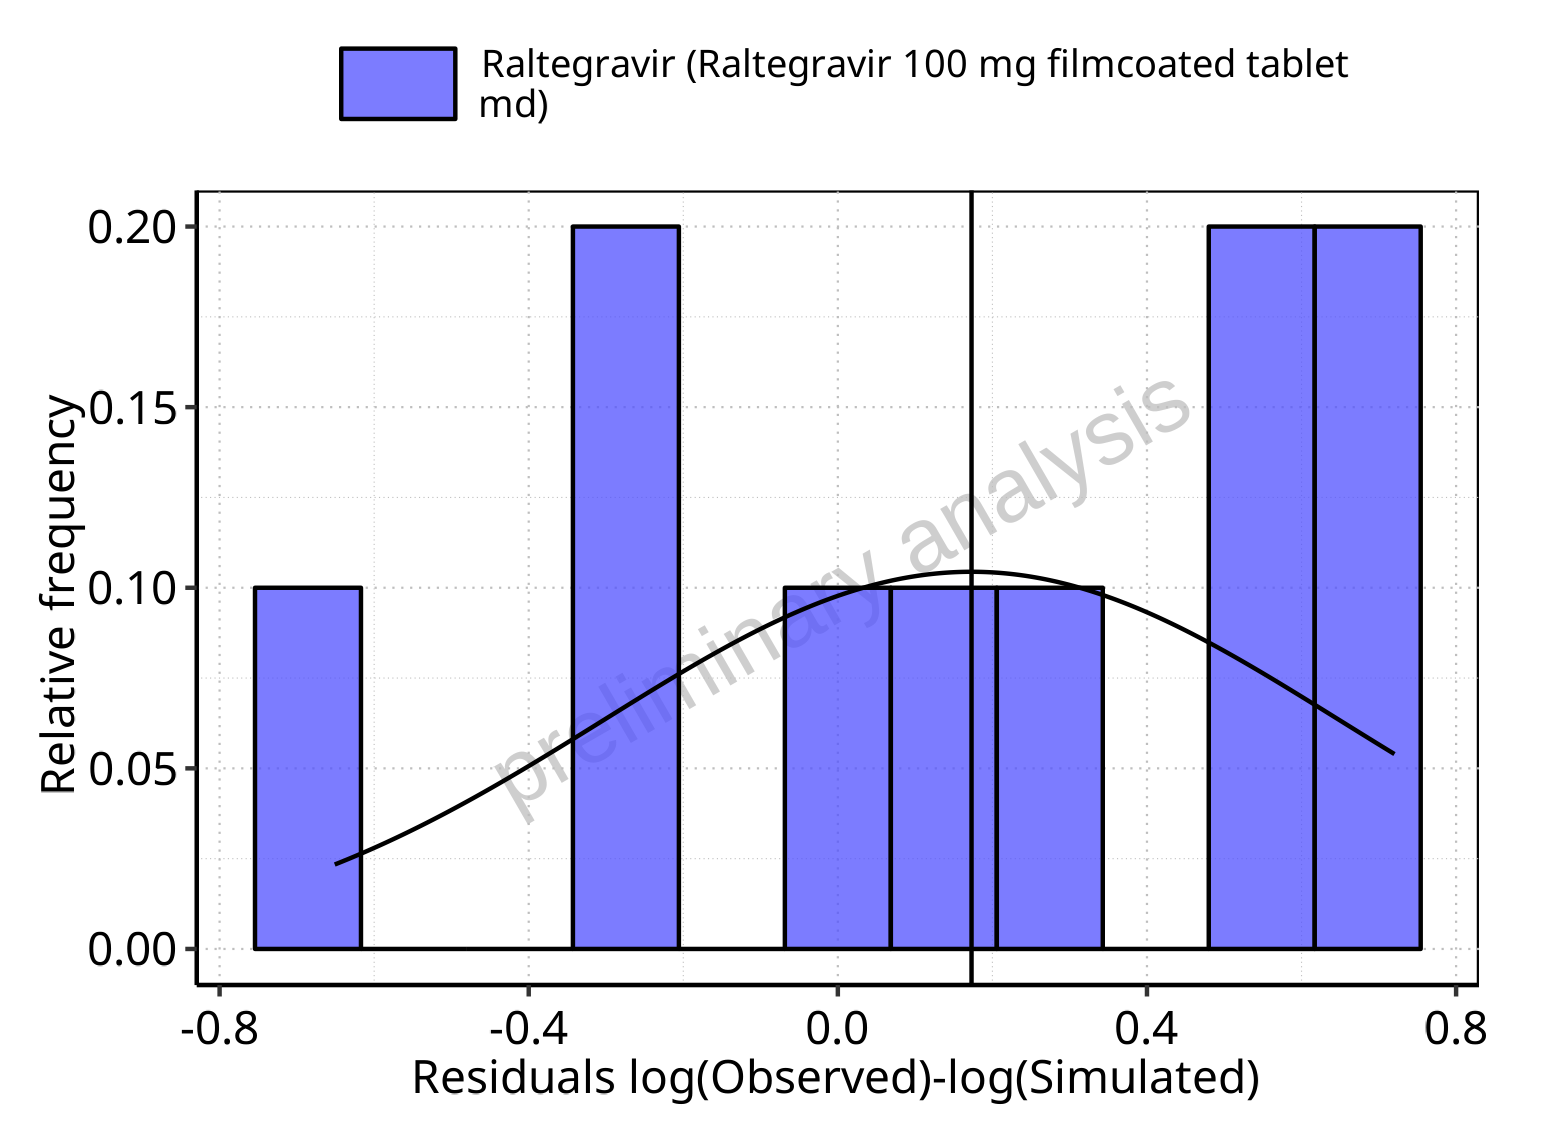 Raltegravir (Raltegravir 100 mg filmcoated tablet
md)
0.20
0.15
0.10
0.05
0.00
Relative frequency
preliminary analysis
-0.8
-0.4
0.0
0.4
0.8
Residuals log(Observed)-log(Simulated)